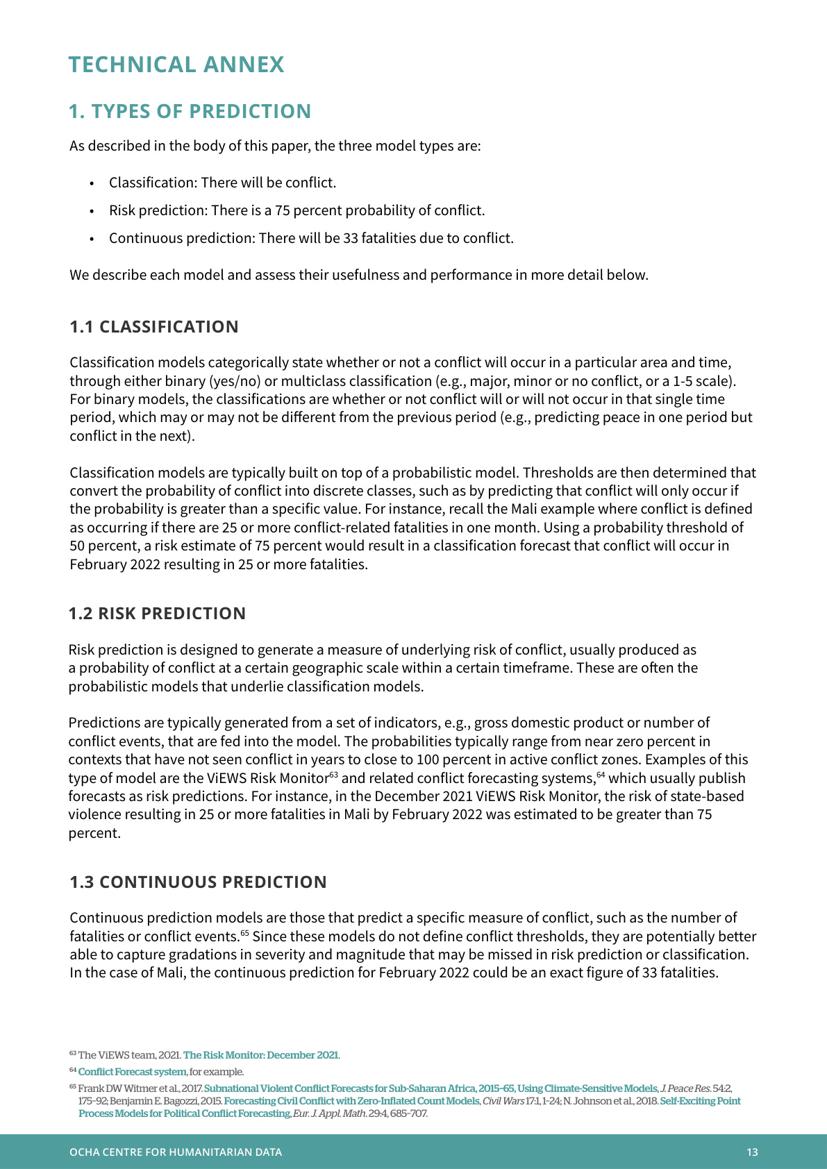 TECHNICAL ANNEX
1. TYPES OF PREDICTION
As described in the body of this paper, the three model types are:
• Classification: There will be conflict.
• Risk prediction: There is a 75 percent probability of conflict.
• Continuous prediction: There will be 33 fatalities due to conflict.
We describe each model and assess their usefulness and performance in more detail below.
1.1 CLASSIFICATION
Classification models categorically state whether or not a conflict will occur in a particular area and time,
through either binary (yes/no) or multiclass classification (e.g., major, minor or no conflict, or a 1-5 scale).
For binary models, the classifications are whether or not conflict will or will not occur in that single time
period, which may or may not be different from the previous period (e.g., predicting peace in one period but
conflict in the next).
Classification models are typically built on top of a probabilistic model. Thresholds are then determined that
convert the probability of conflict into discrete classes, such as by predicting that conflict will only occur if
the probability is greater than a specific value. For instance, recall the Mali example where conflict is defined
as occurring if there are 25 or more conflict-related fatalities in one month. Using a probability threshold of
50 percent, a risk estimate of 75 percent would result in a classification forecast that conflict will occur in
February 2022 resulting in 25 or more fatalities.
1.2 RISK PREDICTION
Risk prediction is designed to generate a measure of underlying risk of conflict, usually produced as
a probability of conflict at a certain geographic scale within a certain timeframe. These are often the
probabilistic models that underlie classification models.
Predictions are typically generated from a set of indicators, e.g., gross domestic product or number of
conflict events, that are fed into the model. The probabilities typically range from near zero percent in
contexts that have not seen conflict in years to close to 100 percent in active conflict zones. Examples of this
type of model are the ViEWS Risk Monitor⁶³ and related conflict forecasting systems,⁶⁴ which usually publish
forecasts as risk predictions. For instance, in the December 2021 ViEWS Risk Monitor, the risk of state-based
violence resulting in 25 or more fatalities in Mali by February 2022 was estimated to be greater than 75
percent.
1.3 CONTINUOUS PREDICTION
Continuous prediction models are those that predict a specific measure of conflict, such as the number of
fatalities or conflict events.⁶⁵ Since these models do not define conflict thresholds, they are potentially better
able to capture gradations in severity and magnitude that may be missed in risk prediction or classification.
In the case of Mali, the continuous prediction for February 2022 could be an exact figure of 33 fatalities.
⁶³ The ViEWS team, 2021. The Risk Monitor: December 2021.
⁶⁴ Conflict Forecast system, for example.
⁶⁵ Frank DW Witmer et al., 2017. Subnational Violent Conflict Forecasts for Sub-Saharan Africa, 2015–65, Using Climate-Sensitive Models, J. Peace Res. 54:2,
175–92; Benjamin E. Bagozzi, 2015. Forecasting Civil Conflict with Zero-Inflated Count Models, Civil Wars 17:1, 1–24; N. Johnson et al., 2018. Self-Exciting Point
Process Models for Political Conflict Forecasting, Eur. J. Appl. Math. 29:4, 685–707.
OCHA CENTRE FOR HUMANITARIAN DATA 13